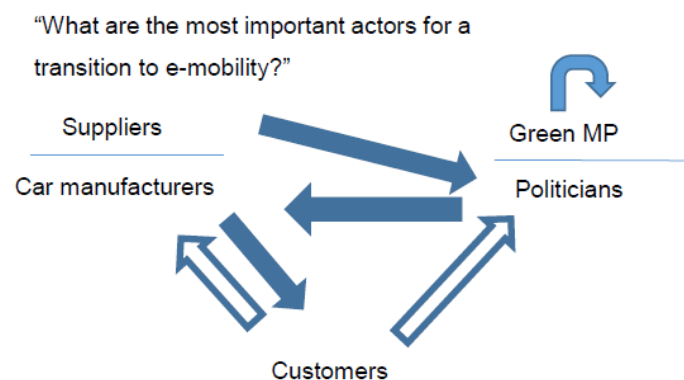 “What are the most important actors for a
transition to e-mobility?”
Suppliers
Green MP
Car manufacturers
Politicians
Customers